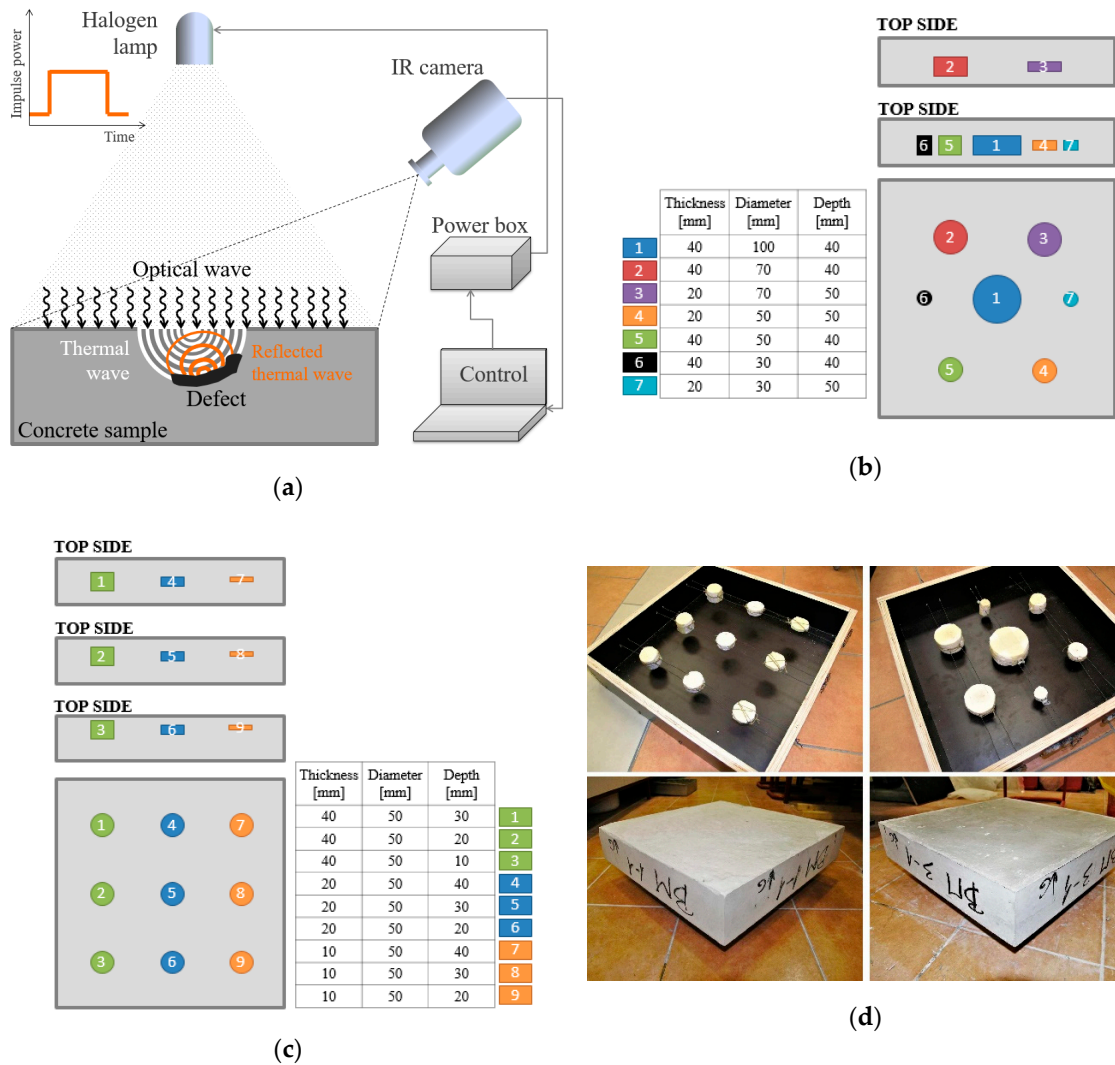 Impulse power
Time
Halogen
lamp
IR camera
Power box
Optical wave
Thermal
wave
Reflected
thermal wave
Defect
Control
Concrete sample
(a)
TOP SIDE
2 3
TOP SIDE
6 5 1 4 7
Thickness [mm] Diameter [mm] Depth [mm]
1 40 100 40
2 40 70 40
3 20 70 50
4 20 50 50
5 40 50 40
6 40 30 40
7 20 30 50
2 3
6 1 7
5 4
(b)
TOP SIDE
1 4 7
TOP SIDE
2 5 8
TOP SIDE
3 6 9
1 4 7
2 5 8
3 6 9
Thickness [mm] Diameter [mm] Depth [mm]
40 50 30 1
40 50 20 2
40 50 10 3
20 50 40 4
20 50 30 5
20 50 20 6
10 50 40 7
10 50 30 8
10 50 20 9
(c)
(d)